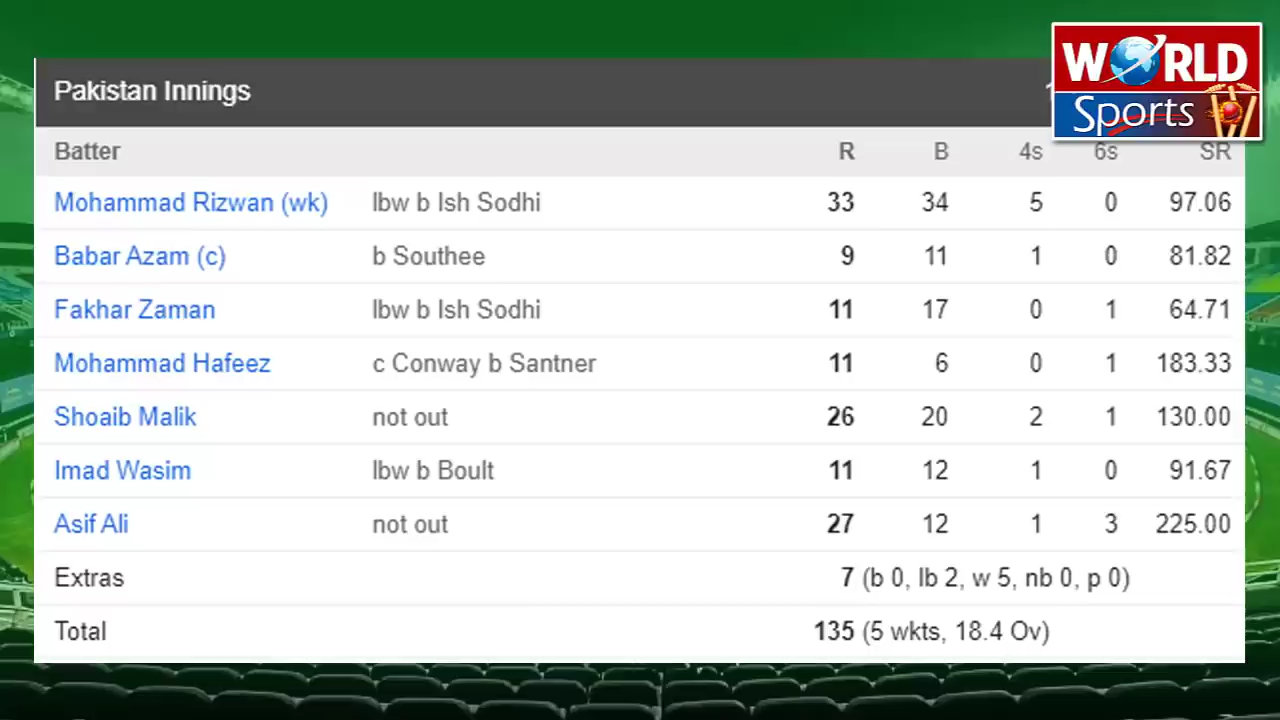 WORLD
Sports
Pakistan Innings
Batter R B 4s 6s SR
Mohammad Rizwan (wk) lbw b Ish Sodhi 33 34 5 0 97.06
Babar Azam (c) b Southee 9 11 1 0 81.82
Fakhar Zaman lbw b Ish Sodhi 11 17 0 1 64.71
Mohammad Hafeez c Conway b Santner 11 6 0 1 183.33
Shoaib Malik not out 26 20 2 1 130.00
Imad Wasim lbw b Boult 11 12 1 0 91.67
Asif Ali not out 27 12 1 3 225.00
Extras 7 (b 0, lb 2, w 5, nb 0, p 0)
Total 135 (5 wkts, 18.4 Ov)